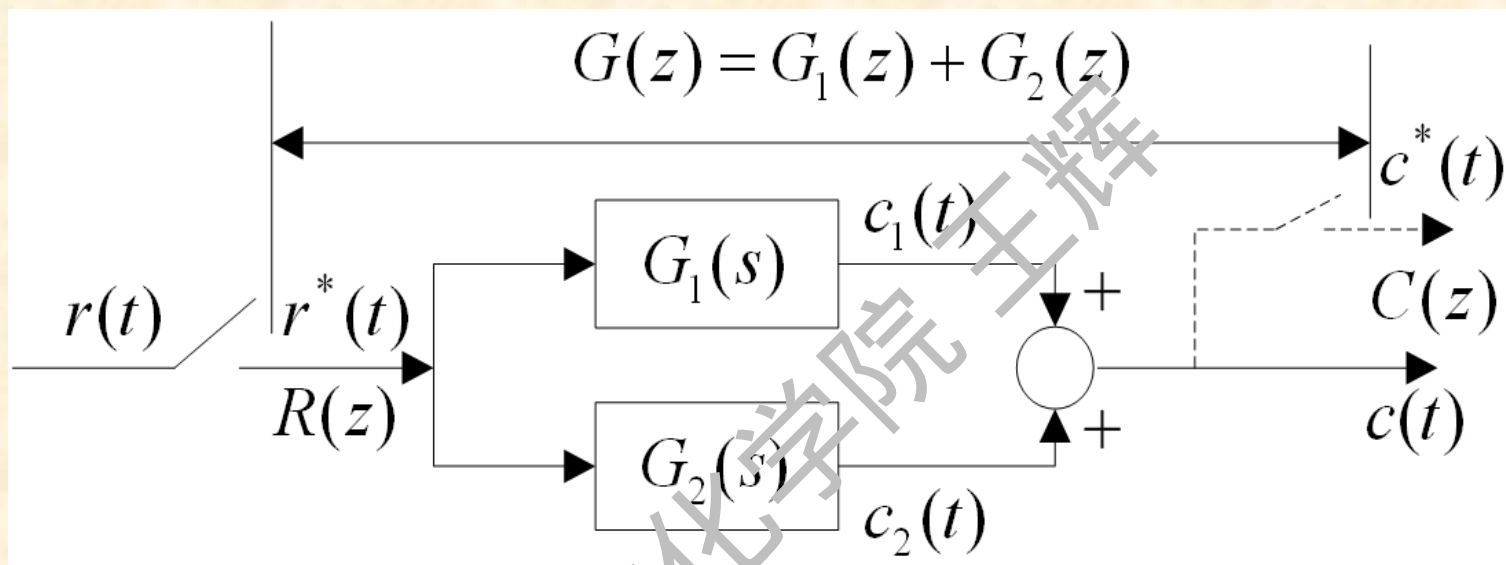 G(z) = G₁(z) + G₂(z)
c*(t)
c₁(t)
G₁(s)
+
r(t)
r*(t)
C(z)
R(z)
c(t)
+
G₂(s)
c₂(t)
化学院 王辉